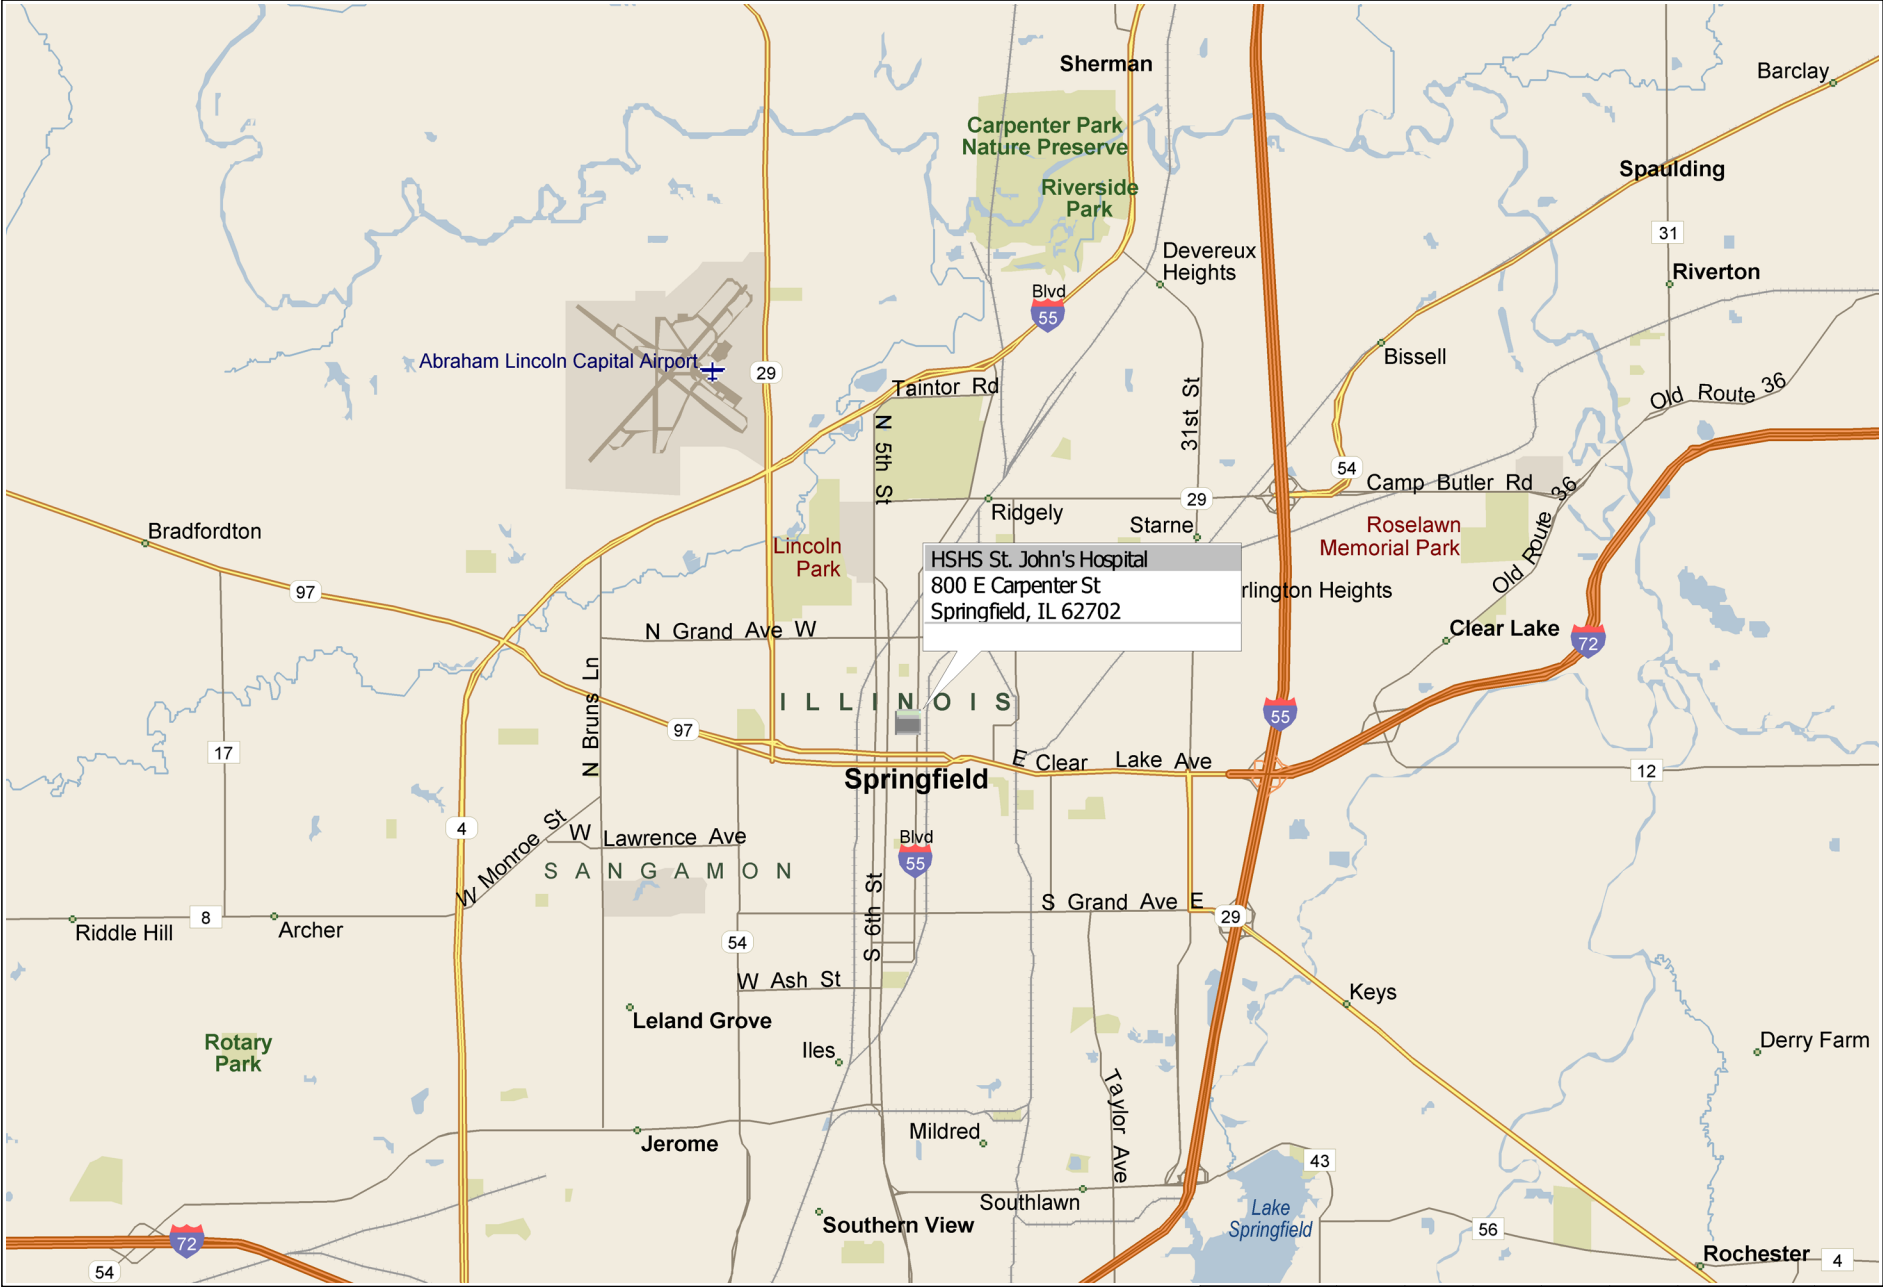 Sherman
Barclay
Carpenter Park
Nature Preserve
Spaulding
Riverside
Park
31
Devereux
Heights
Riverton
Blvd
55
Bissell
Abraham Lincoln Capital Airport
29
Taintor Rd
Old Route 36
31st St
N 5th St
54
Camp Butler Rd
29
Ridgely
Old Route 36
Starne
Roselawn
Memorial Park
Bradfordton
Lincoln
Park
HSHS St. John's Hospital
800 E Carpenter St
Springfield, IL 62702
97
rlington Heights
N Grand Ave W
Clear Lake
72
N Bruns Ln
ILLINOIS
55
97
17
E Clear Lake Ave
12
Springfield
4
W Monroe St
W Lawrence Ave
Blvd
55
SANGAMON
S 6th St
S Grand Ave E
29
8
Riddle Hill
Archer
54
W Ash St
Keys
Leland Grove
Rotary
Park
Iles
Derry Farm
Taylor Ave
Mildred
Jerome
43
Southlawn
Lake
Springfield
Southern View
56
72
Rochester
4
54